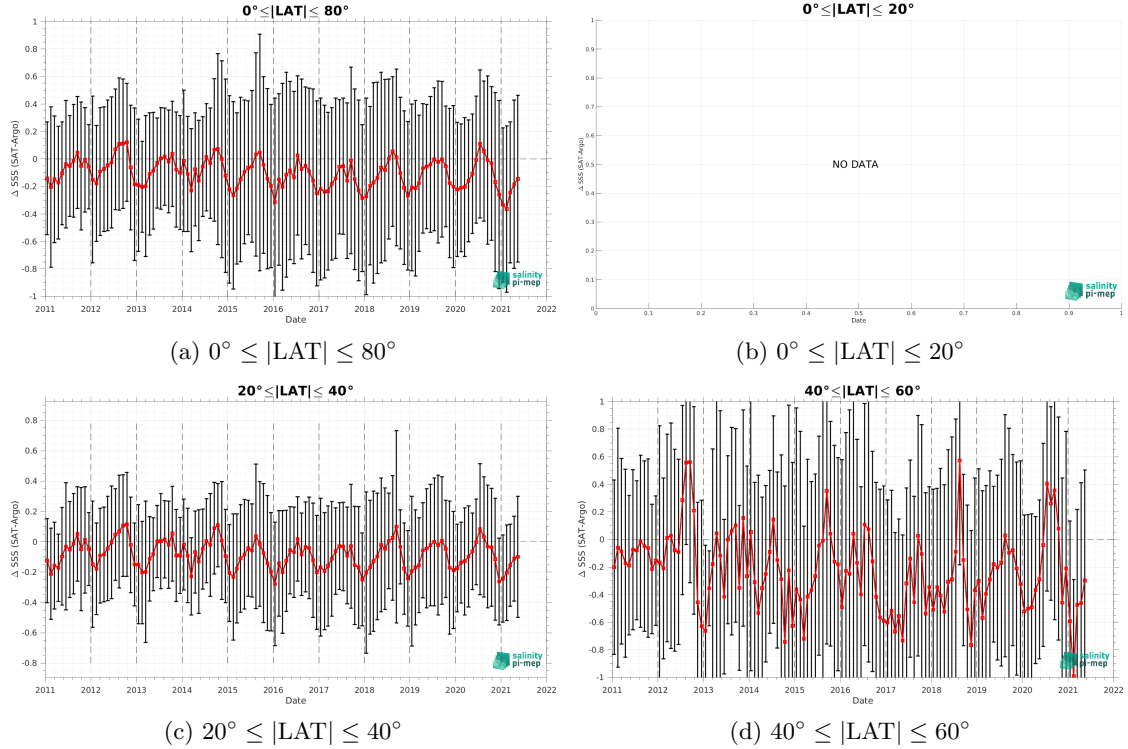 0°≤|LAT|≤ 80°
Δ SSS (SAT-Argo)
1
0.8
0.6
0.4
0.2
0
-0.2
-0.4
-0.6
-0.8
-1
2011 2012 2013 2014 2015 2016 2017 2018 2019 2020 2021 2022
Date
salinity
pi-mep
(a) 0° ≤ |LAT| ≤ 80°
0°≤|LAT|≤ 20°
Δ SSS (SAT-Argo)
1
0.9
0.8
0.7
0.6
0.5
0.4
0.3
0.2
0.1
0
NO DATA
0 0.1 0.2 0.3 0.4 0.5 0.6 0.7 0.8 0.9 1
Date
salinity
pi-mep
(b) 0° ≤ |LAT| ≤ 20°
20°≤|LAT|≤ 40°
Δ SSS (SAT-Argo)
0.8
0.6
0.4
0.2
0
-0.2
-0.4
-0.6
-0.8
2011 2012 2013 2014 2015 2016 2017 2018 2019 2020 2021 2022
Date
salinity
pi-mep
(c) 20° ≤ |LAT| ≤ 40°
40°≤|LAT|≤ 60°
Δ SSS (SAT-Argo)
1
0.8
0.6
0.4
0.2
0
-0.2
-0.4
-0.6
-0.8
-1
2011 2012 2013 2014 2015 2016 2017 2018 2019 2020 2021 2022
Date
salinity
pi-mep
(d) 40° ≤ |LAT| ≤ 60°